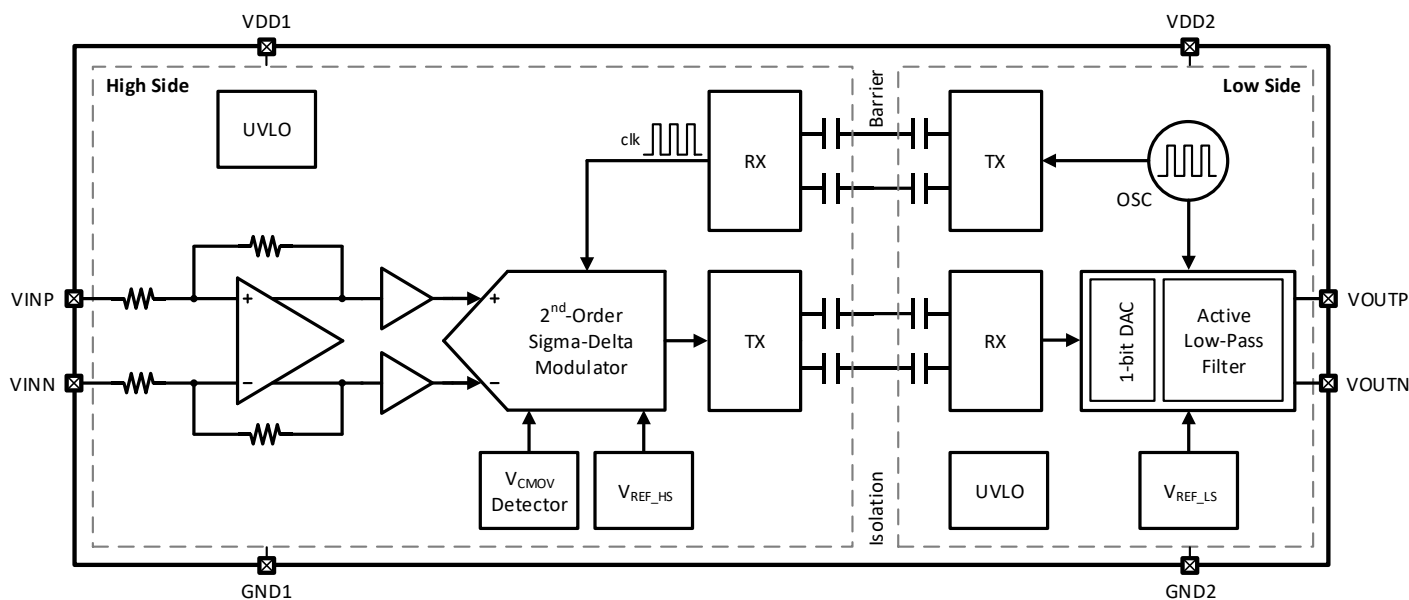 VDD1
VDD2
High Side
Low Side
Barrier
UVLO
clk
RX
TX
OSC
VINP
+
+
2nd-Order
Sigma-Delta
Modulator
TX
RX
1-bit DAC
Active
Low-Pass
Filter
VOUTP
VINN
−
−
VOUTN
VCMOV
Detector
VREF_HS
UVLO
VREF_LS
Isolation
GND1
GND2